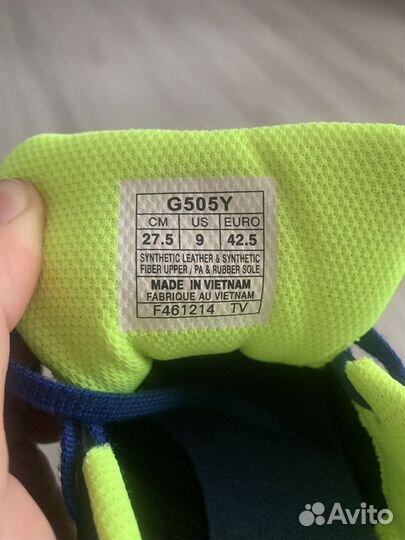 G505Y
CM US EURO
27.5 9 42.5
SYNTHETIC LEATHER & SYNTHETIC
FIBER UPPER / PA & RUBBER SOLE
MADE IN VIETNAM
FABRIQUE AU VIETNAM
F461214 TV
Avito